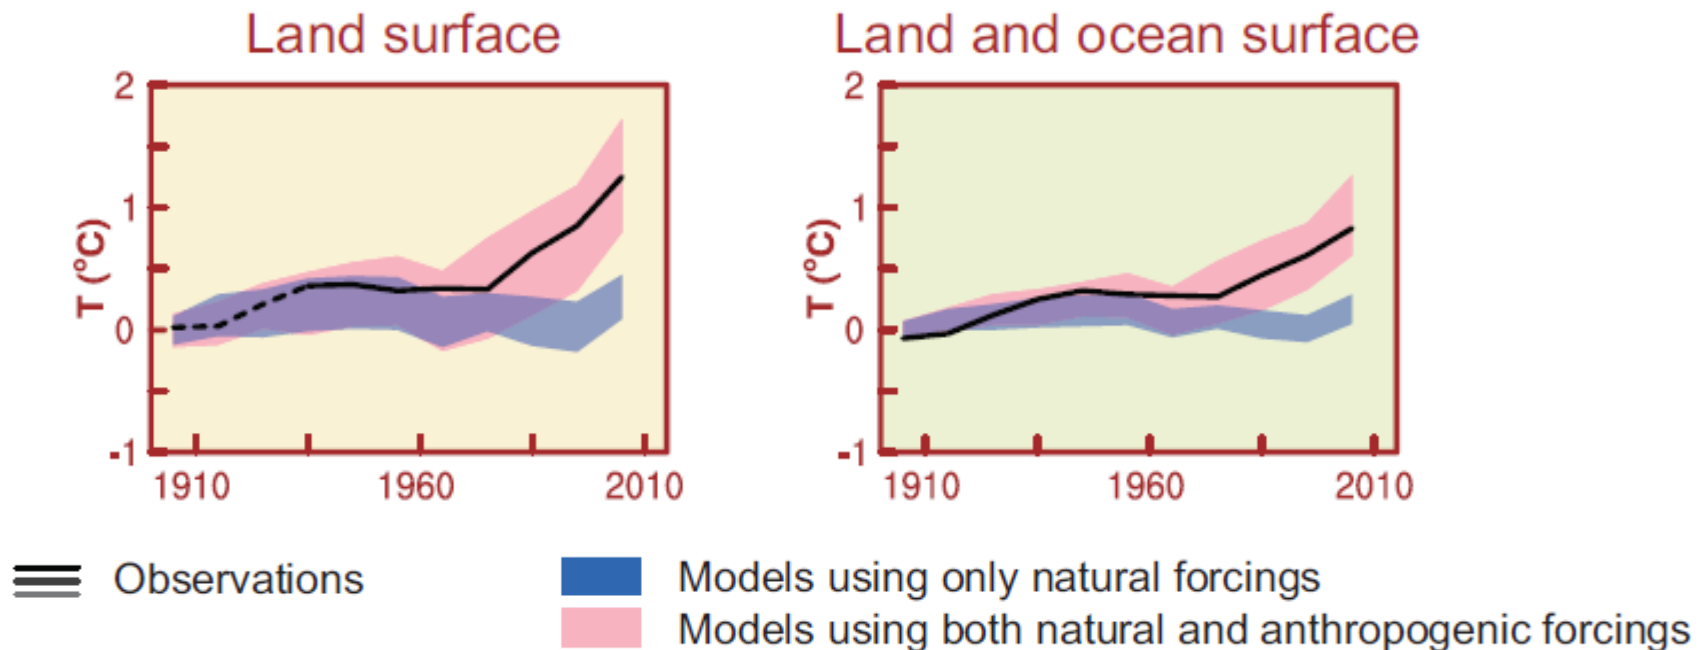 Land surface
Land and ocean surface
2
1
0
-1
T (°C)
1910 1960 2010
2
1
0
-1
T (°C)
1910 1960 2010
Observations
Models using only natural forcings
Models using both natural and anthropogenic forcings